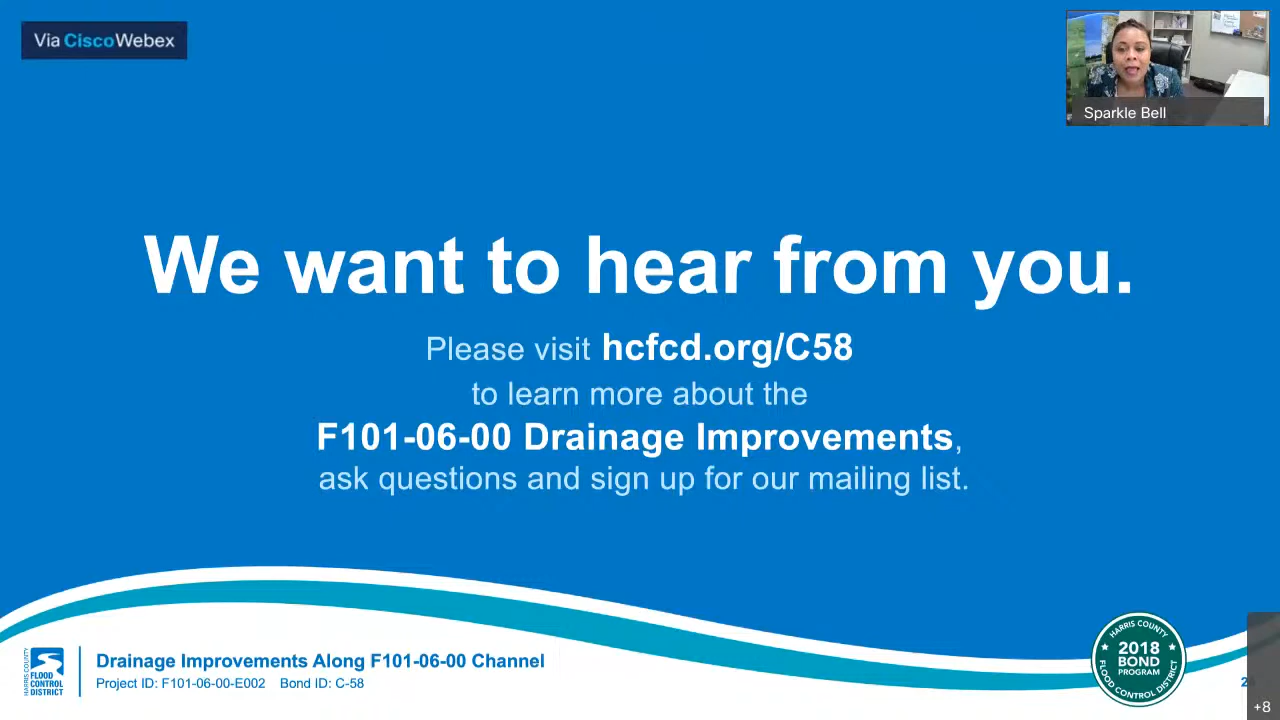 Via CiscoWebex
Sparkle Bell
We want to hear from you.
Please visit hcfcd.org/C58
to learn more about the
F101-06-00 Drainage Improvements,
ask questions and sign up for our mailing list.
HARRIS COUNTY
FLOOD
CONTROL
DISTRICT
Drainage Improvements Along F101-06-00 Channel
Project ID: F101-06-00-E002 Bond ID: C-58
HARRIS COUNTY
2018
BOND
PROGRAM
FLOOD CONTROL DISTRICT
+8